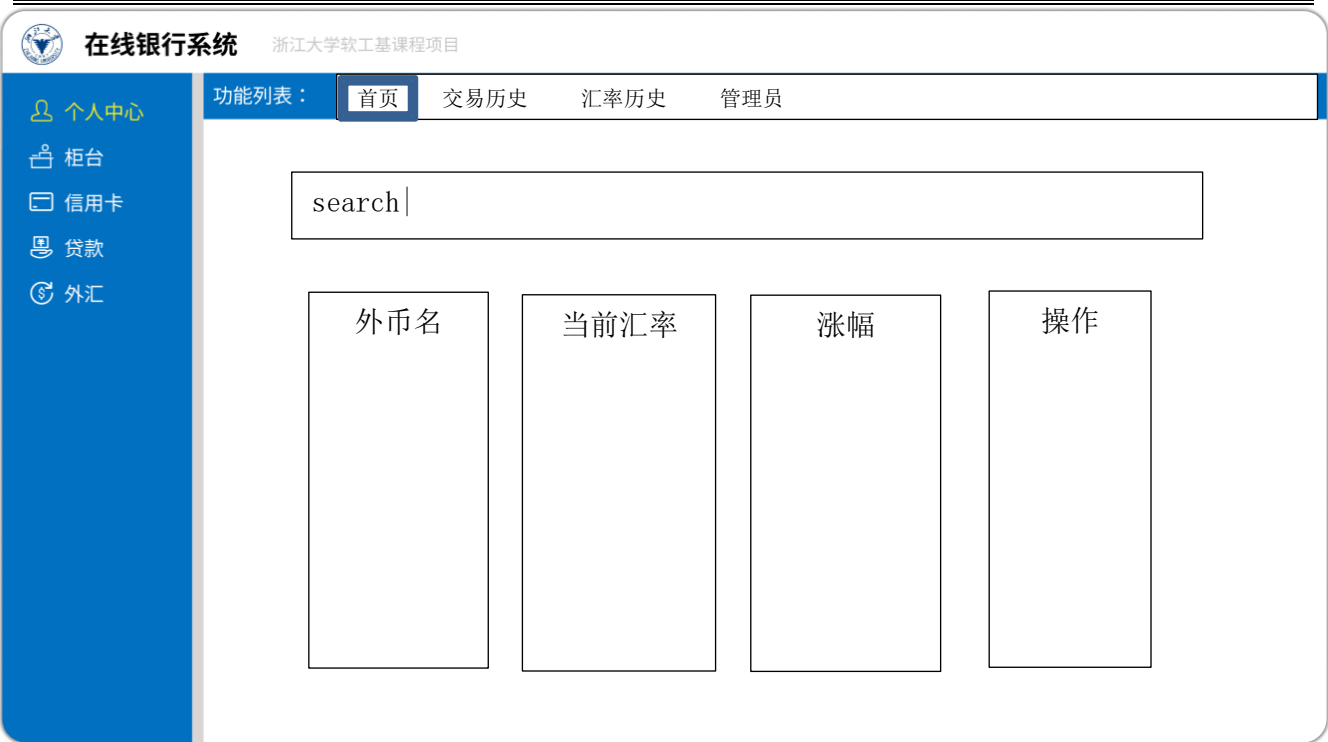 在线银行系统 浙江大学软工基课程项目
功能列表： 首页 交易历史 汇率历史 管理员
个人中心
柜台
信用卡
贷款
外汇
search
外币名 当前汇率 涨幅 操作